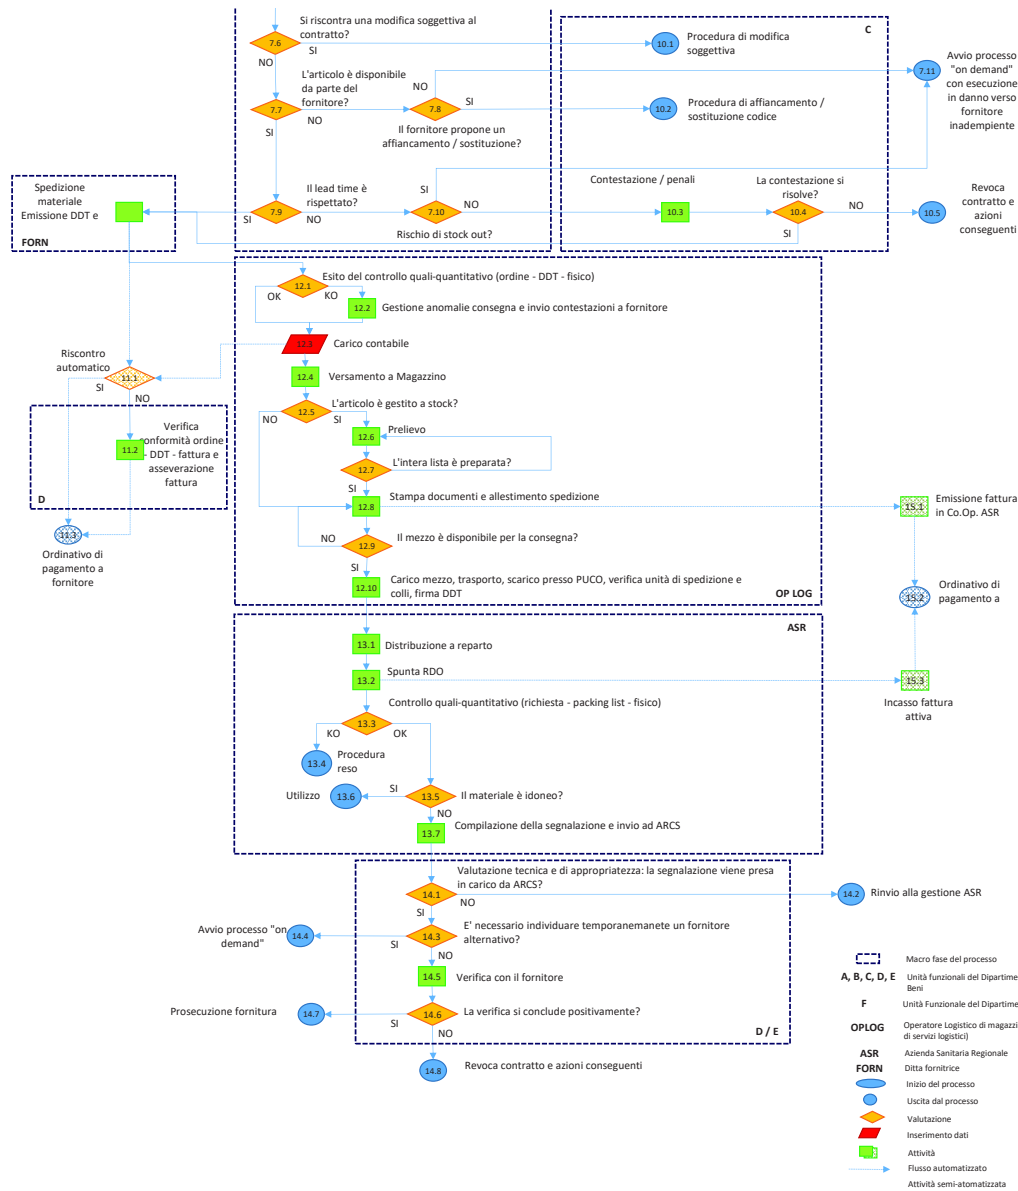 Si riscontra una modifica soggettiva al
contratto?
7.6
SI
NO
10.1
Procedura di modifica
soggettiva
C
7.11
Avvio processo
"on demand"
con esecuzione
in danno verso
fornitore
inadempiente
L'articolo è disponibile
da parte del
fornitore?
7.7
NO
SI
NO
7.8
SI
Il fornitore propone un
affiancamento / sostituzione?
10.2
Procedura di affiancamento /
sostituzione codice
Spedizione
materiale
Emissione DDT e
FORN
Il lead time è
rispettato?
7.9
SI
NO
SI
7.10
NO
Rischio di stock out?
Contestazione / penali
10.3
La contestazione si
risolve?
10.4
NO
SI
10.5
Revoca
contratto e
azioni
conseguenti
Esito del controllo quali-quantitativo (ordine - DDT - fisico)
12.1
OK
KO
12.2
Gestione anomalie consegna e invio contestazioni a fornitore
12.3
Carico contabile
Riscontro
automatico
11.1
SI
NO
12.4
Versamento a Magazzino
L'articolo è gestito a stock?
12.5
NO
SI
Verifica
conformità ordine
- DDT - fattura e
asseverazione
fattura
11.2
D
12.6
Prelievo
12.7
L'intera lista è preparata?
SI
12.8
Stampa documenti e allestimento spedizione
15.1
Emissione fattura
in Co.Op. ASR
11.3
Ordinativo di
pagamento a
fornitore
NO
12.9
Il mezzo è disponibile per la consegna?
SI
12.10
Carico mezzo, trasporto, scarico presso PUCO, verifica unità di spedizione e
colli, firma DDT
OP LOG
15.2
Ordinativo di
pagamento a
ASR
13.1
Distribuzione a reparto
13.2
Spunta RDO
15.3
Incasso fattura
attiva
Controllo quali-quantitativo (richiesta - packing list - fisico)
13.3
KO
OK
13.4
Procedura
reso
Utilizzo
13.6
SI
13.5
Il materiale è idoneo?
NO
13.7
Compilazione della segnalazione e invio ad ARCS
Valutazione tecnica e di appropriatezza: la segnalazione viene presa
in carico da ARCS?
14.1
NO
SI
14.2
Rinvio alla gestione ASR
Avvio processo "on
demand"
14.4
SI
14.3
E' necessario individuare temporanemanete un fornitore
alternativo?
NO
14.5
Verifica con il fornitore
Prosecuzione fornitura
14.7
SI
14.6
La verifica si conclude positivamente?
NO
D / E
14.8
Revoca contratto e azioni conseguenti
Macro fase del processo
A, B, C, D, E
Unità funzionali del Dipartime
Beni
F
Unità Funzionale del Dipartime
OPLOG
Operatore Logistico di magazzi
di servizi logistici)
ASR
Azienda Sanitaria Regionale
FORN
Ditta fornitrice
Inizio del processo
Uscita dal processo
Valutazione
Inserimento dati
Attività
Flusso automatizzato
Attività semi-atomatizzata